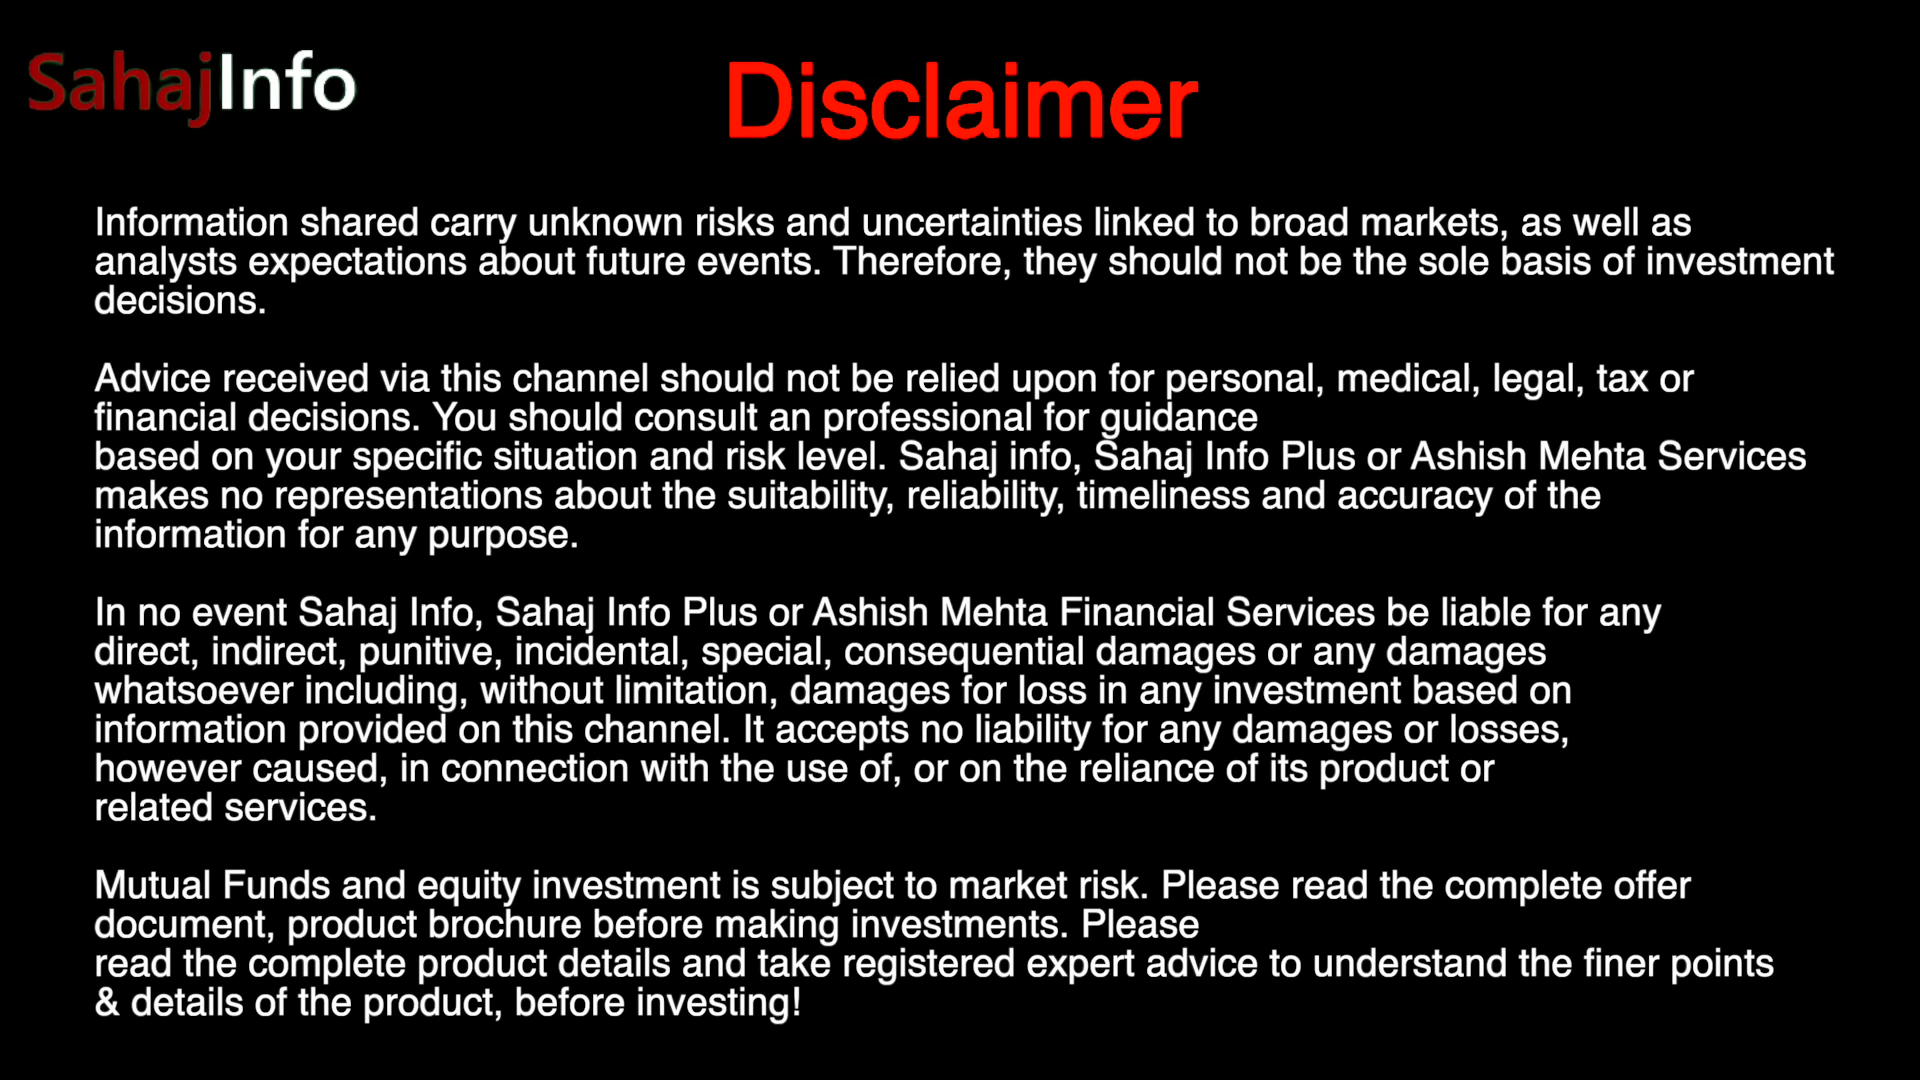 SahajInfo
Disclaimer
Information shared carry unknown risks and uncertainties linked to broad markets, as well as
analysts expectations about future events. Therefore, they should not be the sole basis of investment
decisions.
Advice received via this channel should not be relied upon for personal, medical, legal, tax or
financial decisions. You should consult an professional for guidance
based on your specific situation and risk level. Sahaj info, Sahaj Info Plus or Ashish Mehta Services
makes no representations about the suitability, reliability, timeliness and accuracy of the
information for any purpose.
In no event Sahaj Info, Sahaj Info Plus or Ashish Mehta Financial Services be liable for any
direct, indirect, punitive, incidental, special, consequential damages or any damages
whatsoever including, without limitation, damages for loss in any investment based on
information provided on this channel. It accepts no liability for any damages or losses,
however caused, in connection with the use of, or on the reliance of its product or
related services.
Mutual Funds and equity investment is subject to market risk. Please read the complete offer
document, product brochure before making investments. Please
read the complete product details and take registered expert advice to understand the finer points
& details of the product, before investing!